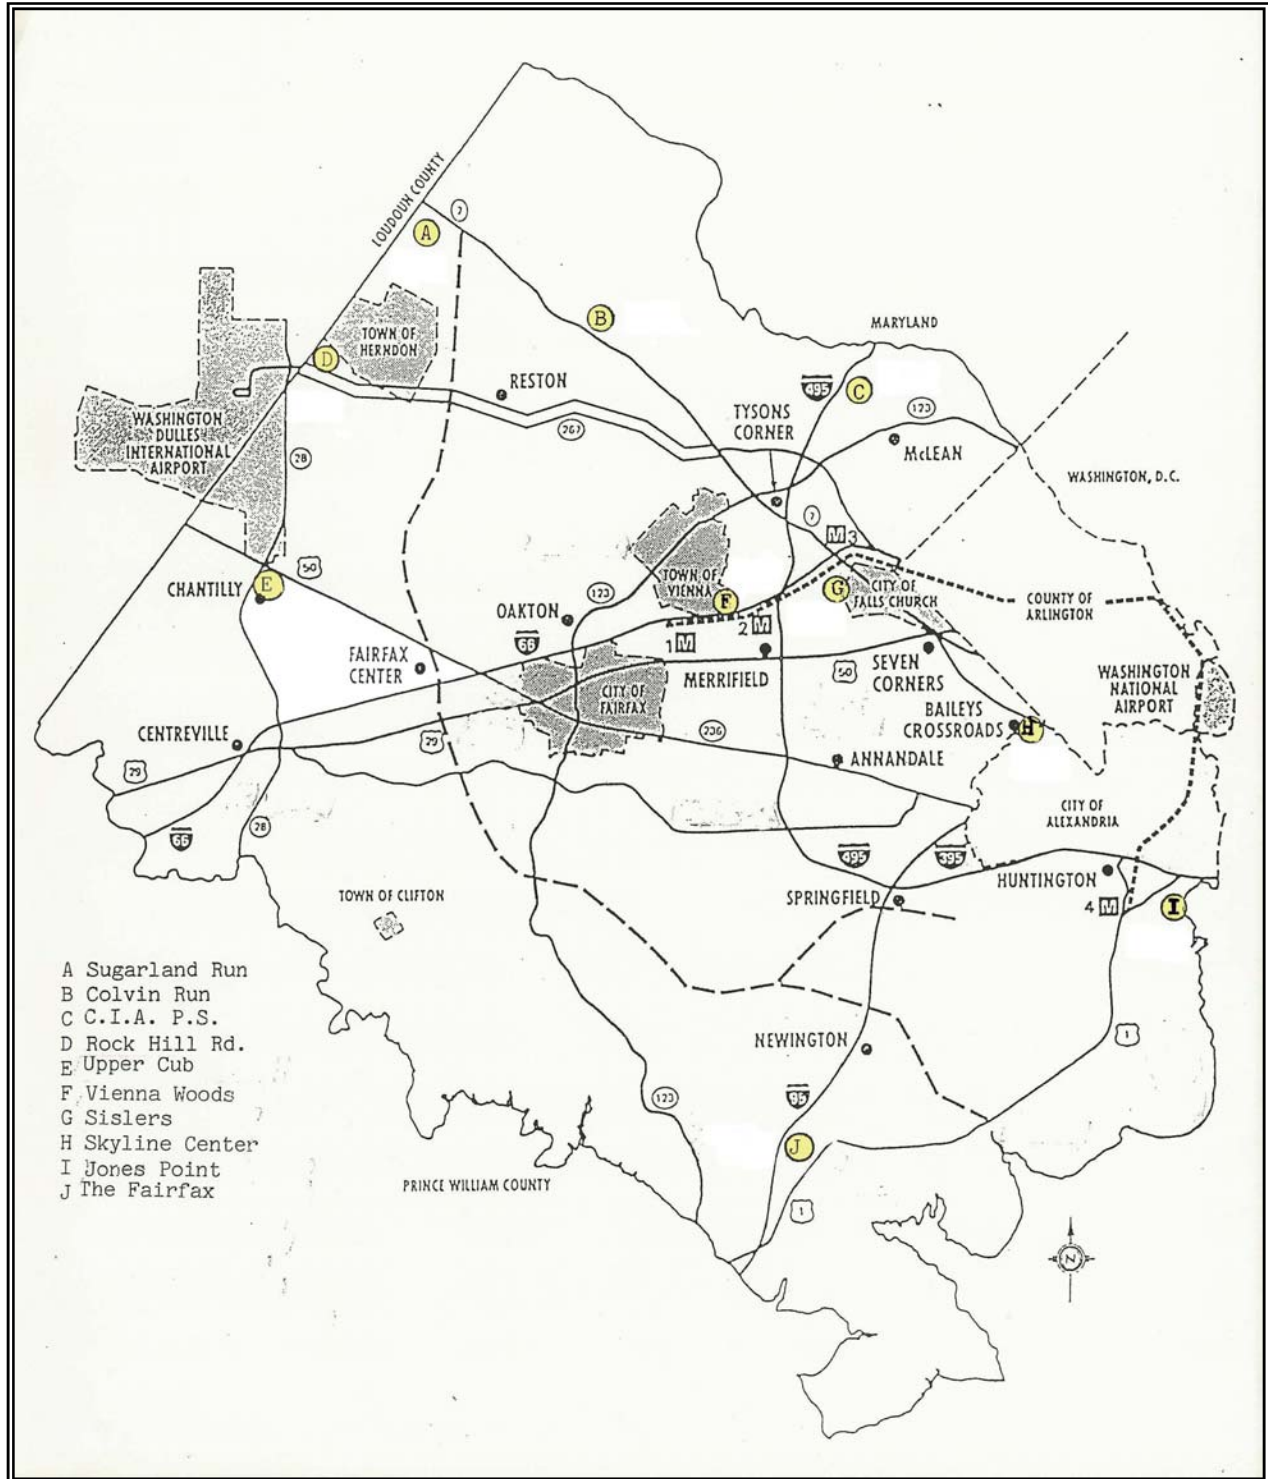 LOUDOUN COUNTY
7
A
B
TOWN OF
HERNDON
D
MARYLAND
RESTON
495
C
TYSONS
CORNER
123
267
McLEAN
WASHINGTON
DULLES
INTERNATIONAL
AIRPORT
28
WASHINGTON, D.C.
7
M 3
50
CHANTILLY
E
TOWN OF
VIENNA
F
G
CITY OF
FALLS CHURCH
COUNTY OF
ARLINGTON
123
OAKTON
66
1 M
2 M
FAIRFAX
CENTER
MERRIFIELD
50
SEVEN
CORNERS
WASHINGTON
NATIONAL
AIRPORT
CITY OF
FAIRFAX
BAILEYS
CROSSROADS
H
CENTREVILLE
29
236
29
ANNANDALE
CITY OF
ALEXANDRIA
66
28
495
395
HUNTINGTON
TOWN OF CLIFTON
SPRINGFIELD
4 M
I
A Sugarland Run
B Colvin Run
C C.I.A. P.S.
D Rock Hill Rd.
E Upper Cub
F Vienna Woods
G Sislers
H Skyline Center
I Jones Point
J The Fairfax
NEWINGTON
1
95
123
J
PRINCE WILLIAM COUNTY
1
N